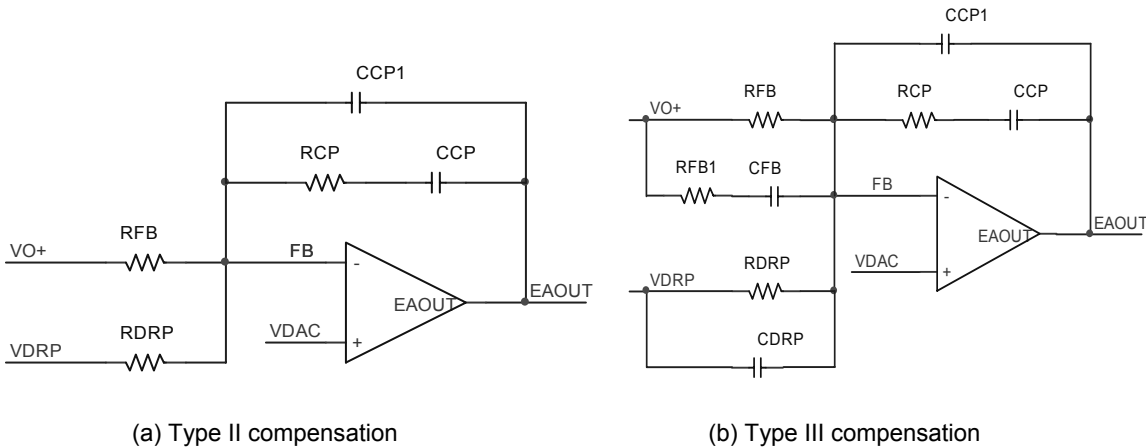 CCP1
RCP
CCP
RFB
VO+
FB
-
EAOUT
EAOUT
RDRP
VDAC
+
VDRP
(a) Type II compensation
CCP1
RFB
RCP
CCP
VO+
RFB1
CFB
FB
-
EAOUT
EAOUT
RDRP
VDAC
VDRP
+
CDRP
(b) Type III compensation